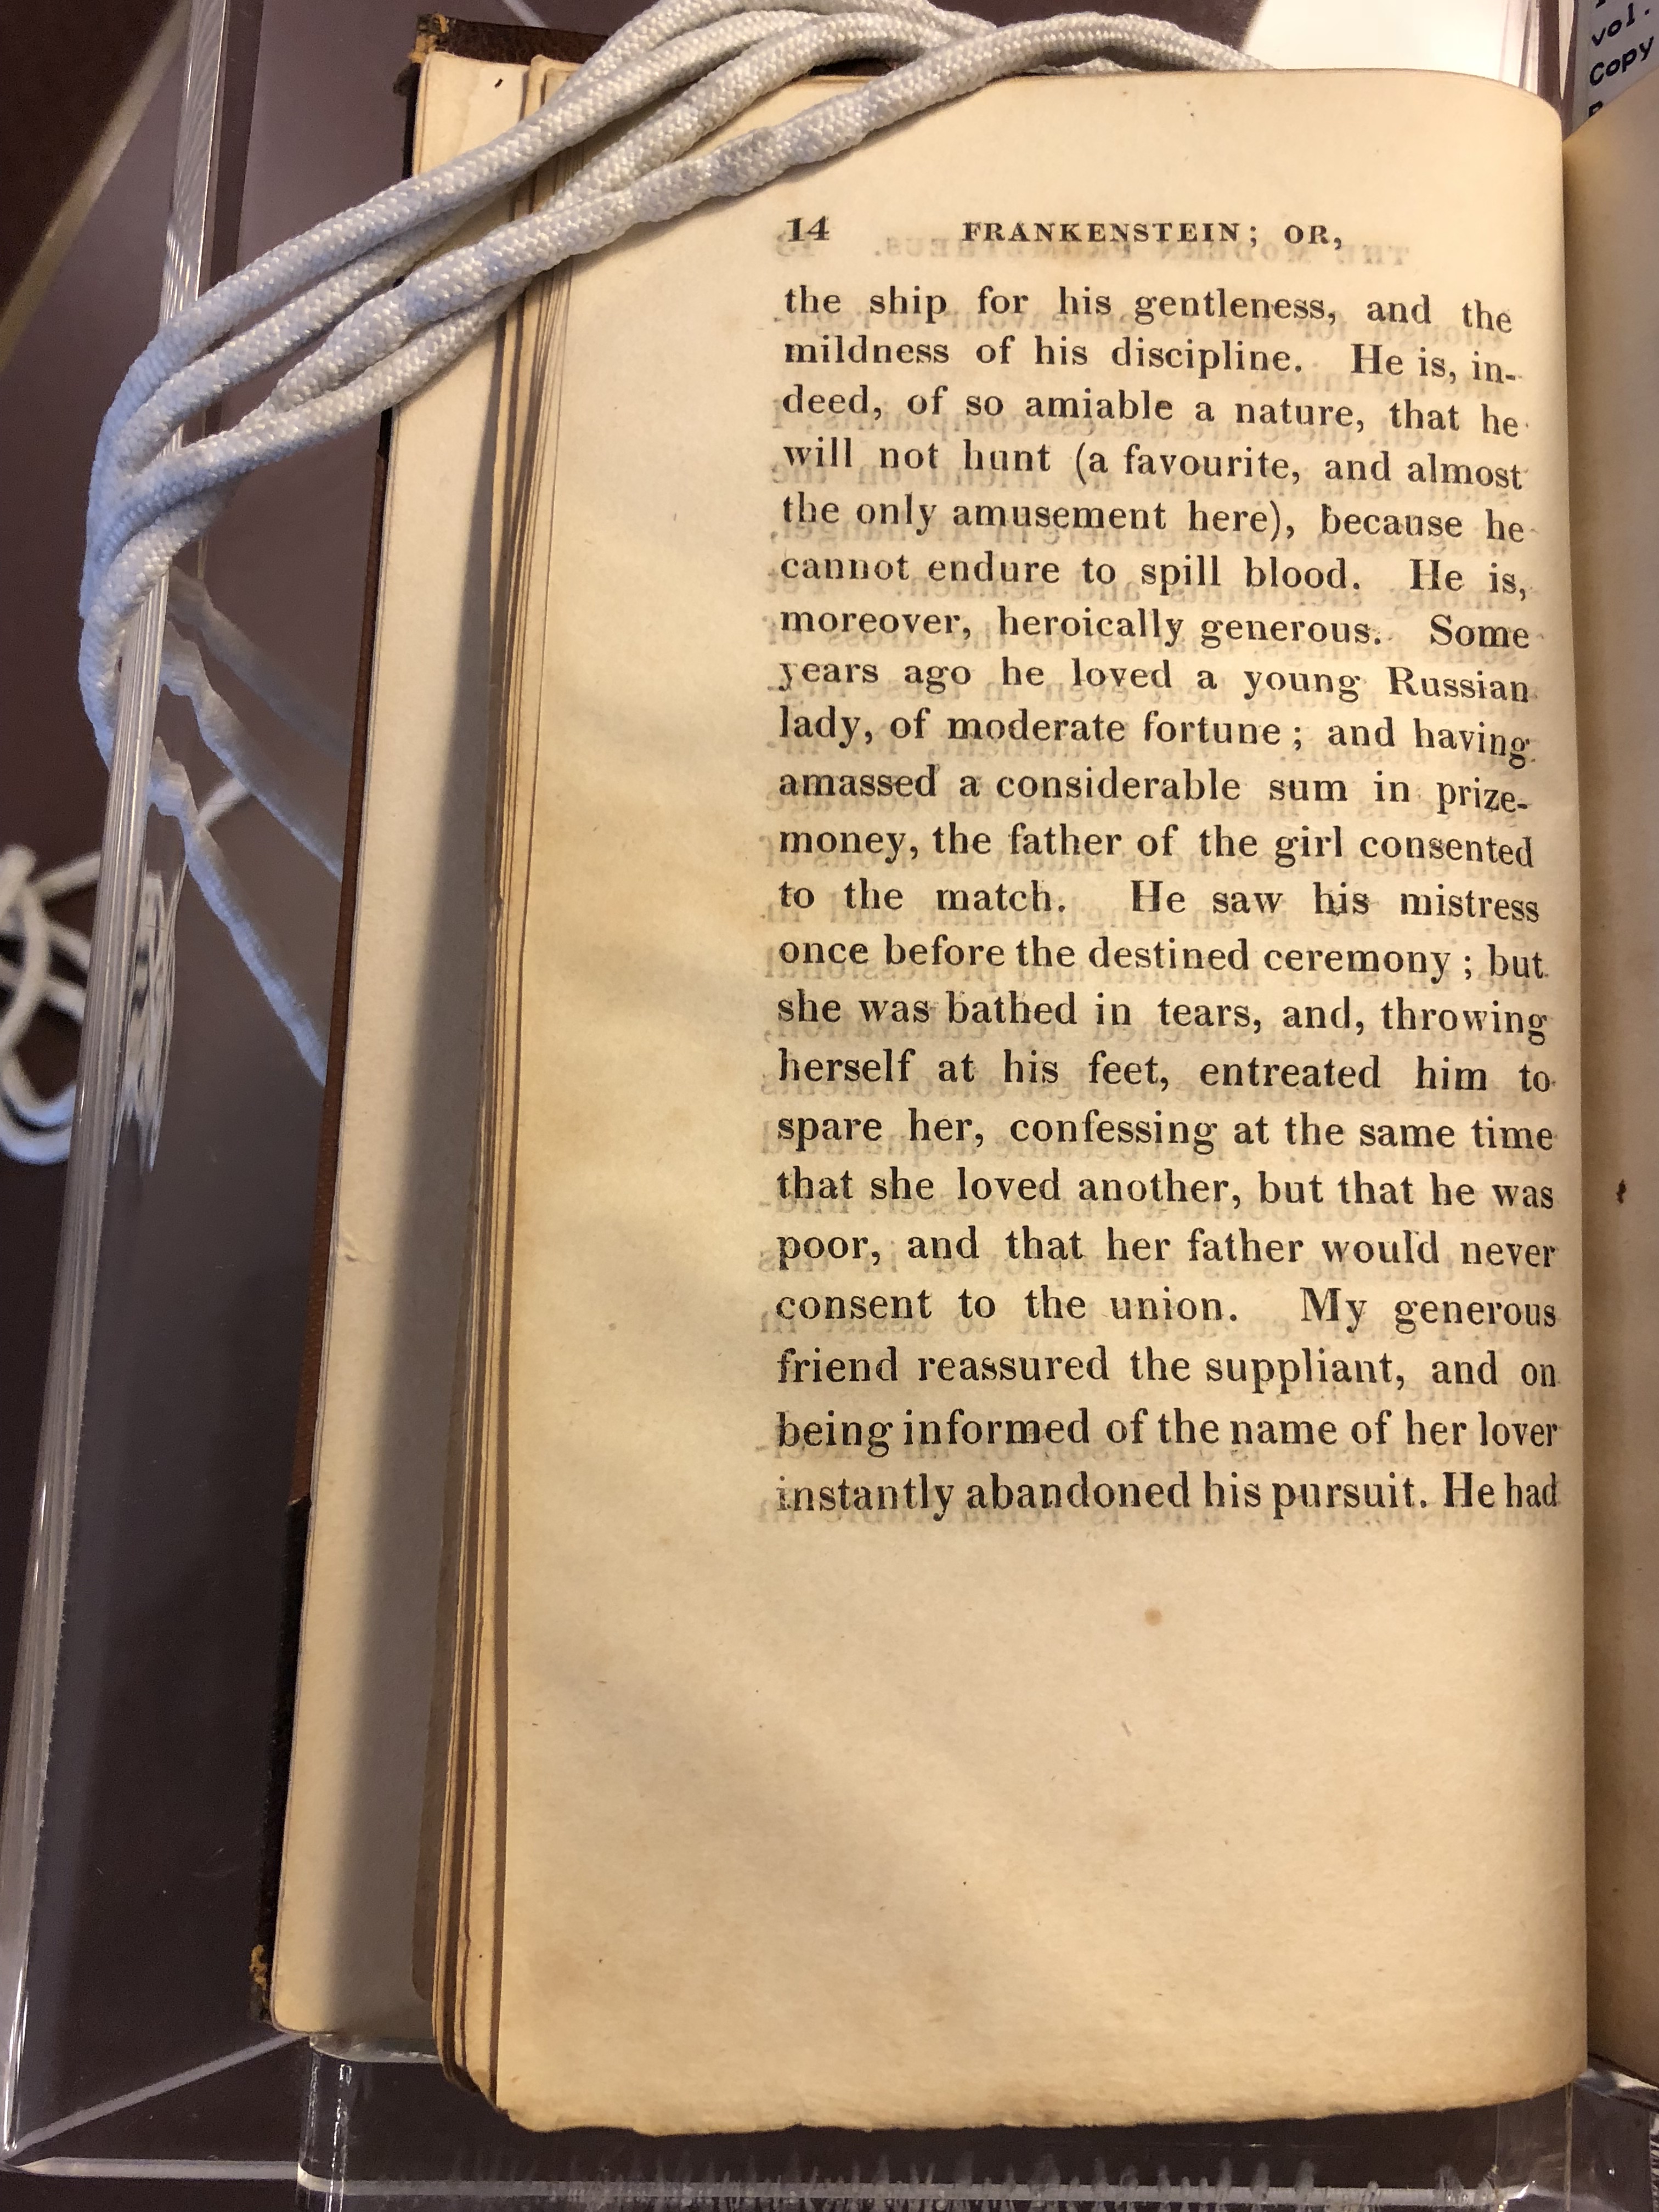 vol.
Copy
14 FRANKENSTEIN; OR,
the ship for his gentleness, and the
mildness of his discipline. He is, in-
deed, of so amiable a nature, that he
will not hunt (a favourite, and almost
the only amusement here), because he
cannot endure to spill blood. He is,
moreover, heroically generous. Some
years ago he loved a young Russian
lady, of moderate fortune; and having
amassed a considerable sum in prize-
money, the father of the girl consented
to the match. He saw his mistress
once before the destined ceremony; but
she was bathed in tears, and, throwing
herself at his feet, entreated him to
spare her, confessing at the same time
that she loved another, but that he was
poor, and that her father would never
consent to the union. My generous
friend reassured the suppliant, and on
being informed of the name of her lover
instantly abandoned his pursuit. He had